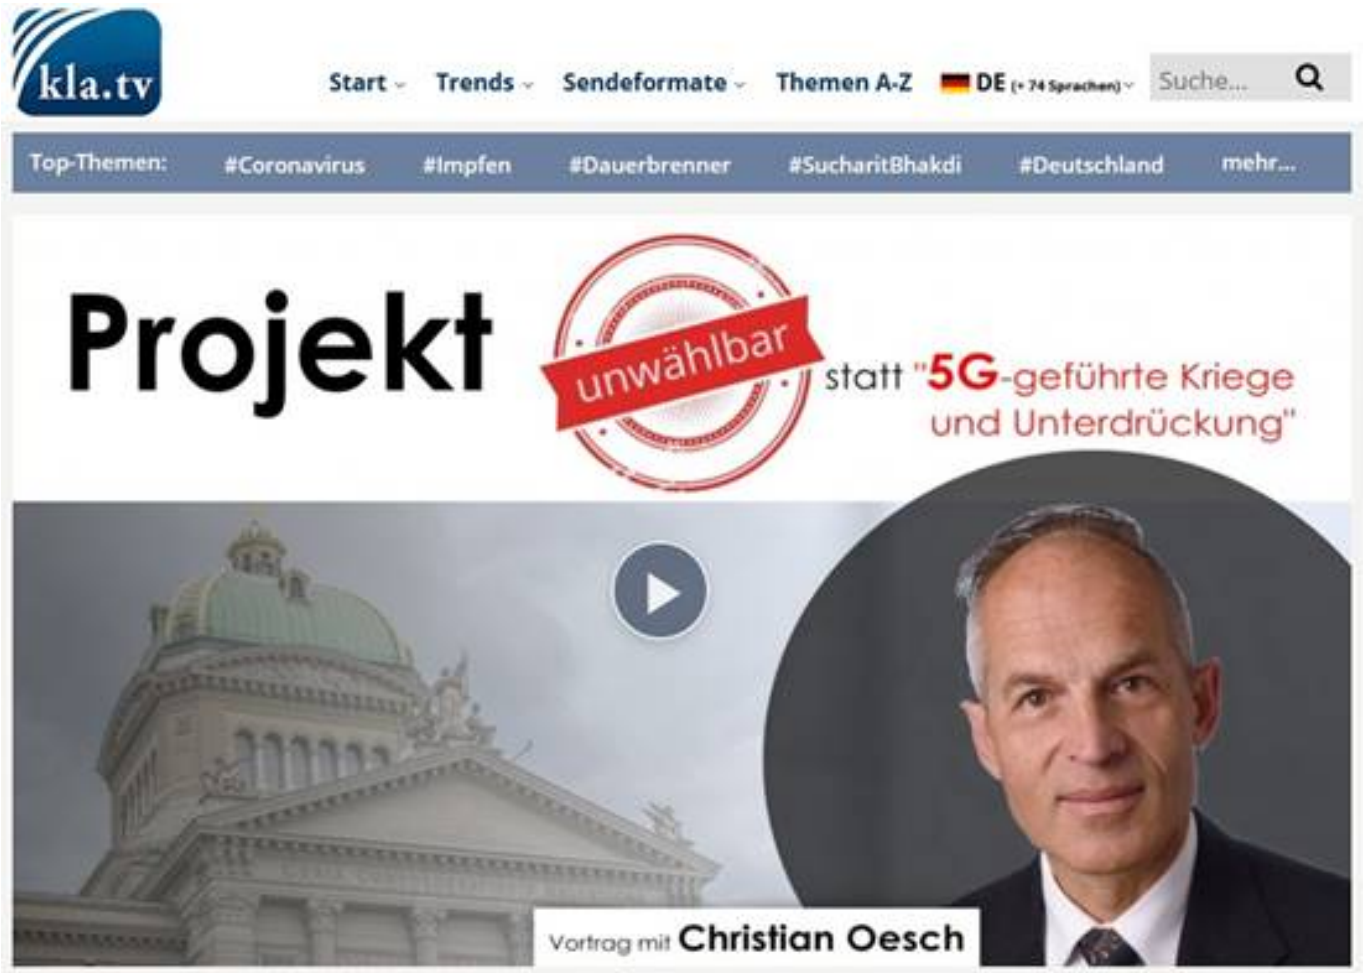 kla.tv
Start Trends Sendeformate Themen A-Z DE (+ 74 Sprachen) Suche...
Top-Themen: #Coronavirus #Impfen #Dauerbrenner #SucharitBhakdi #Deutschland mehr...
Projekt unwählbar statt "5G-geführte Kriege
und Unterdrückung"
Vortrag mit Christian Oesch